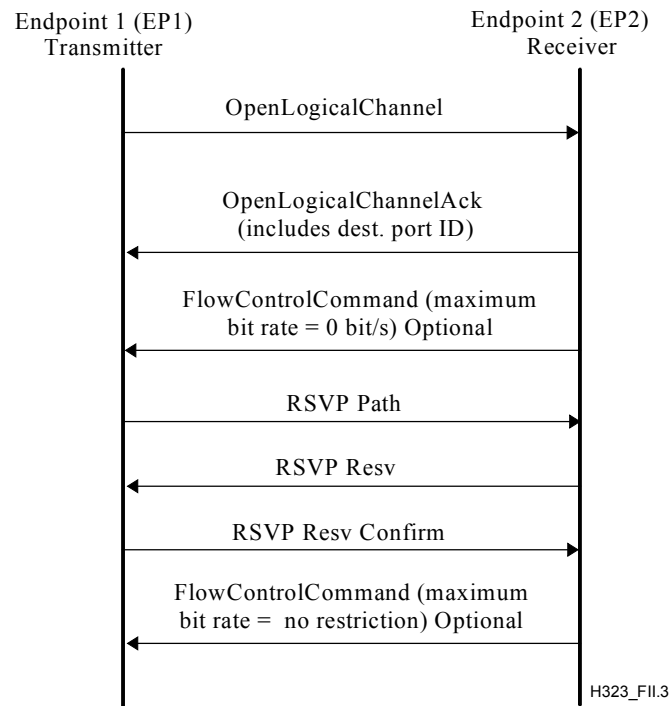 Endpoint 1 (EP1)
Transmitter
Endpoint 2 (EP2)
Receiver
OpenLogicalChannel
OpenLogicalChannelAck
(includes dest. port ID)
FlowControlCommand (maximum
bit rate = 0 bit/s) Optional
RSVP Path
RSVP Resv
RSVP Resv Confirm
FlowControlCommand (maximum
bit rate = no restriction) Optional
H323_FII.3